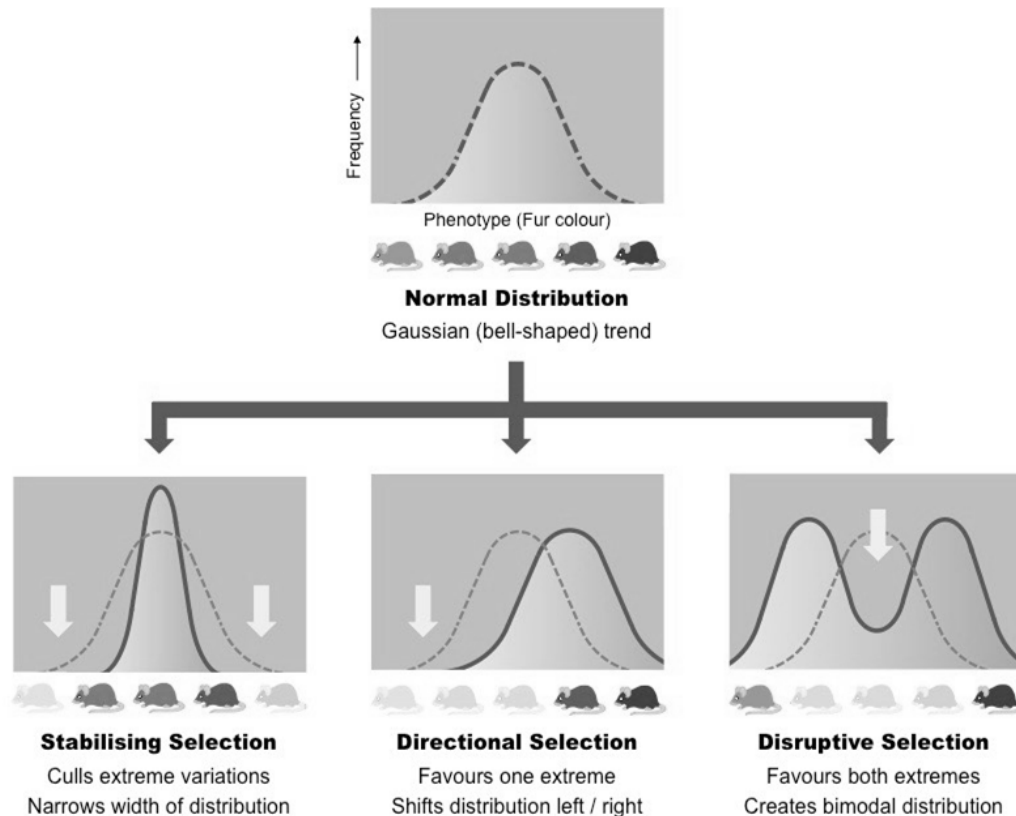 Frequency
Phenotype (Fur colour)
Normal Distribution
Gaussian (bell-shaped) trend
Stabilising Selection
Culls extreme variations
Narrows width of distribution
Directional Selection
Favours one extreme
Shifts distribution left / right
Disruptive Selection
Favours both extremes
Creates bimodal distribution